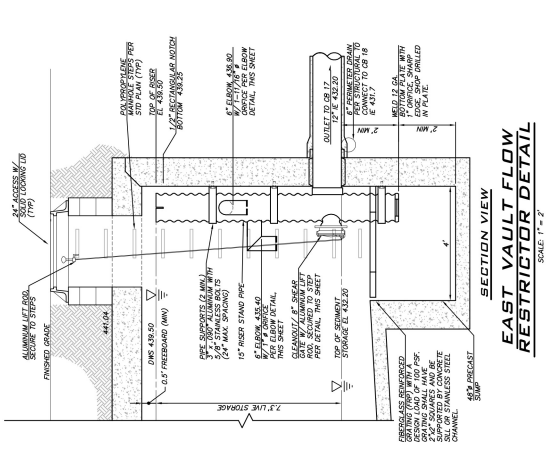 24" ACCESS W/
SOLID LOCKING LID
(TYP)
ALUMINUM LIFT ROD,
SECURE TO STEPS
FINISHED GRADE
441.04
POLYPROPYLENE
MANHOLE STEPS PER
STD PLAN (TYP)
TOP OF RISER
EL 439.50
1/2" RECTANGULAR NOTCH
BOTTOM 439.25
6" ELBOW, 436.90
W/ 1-11/16" ø
ORIFICE PER ELBOW
DETAIL, THIS SHEET
OUTLET TO CB 17
12" IE 432.20
6" PERIMETER DRAIN
PER STRUCTURAL TO
CONNECT TO CB 18
IE 431.7
2' MIN
WELD 12 GA.
BOTTOM PLATE WITH
1" ORIFICE, SHARP
EDGE, SHOP DRILLED
IN PLATE.
2' MIN
DWS 439.50
0.5' FREEBOARD (MIN)
PIPE SUPPORTS (2 MIN.)
3" x .090" ALUMINUM WITH
5/8" STAINLESS BOLTS
(24" MAX. SPACING)
15" RISER STAND PIPE
6" ELBOW, 435.40
W/ 1" ø ORIFICE
PER ELBOW DETAIL,
THIS SHEET
CLEANOUT/ 8" SHEAR
GATE W/ ALUMINUM LIFT
ROD, SECURED TO STEP
PER DETAIL, THIS SHEET
TOP OF SEDIMENT
STORAGE EL 432.20
7.3' LIVE STORAGE
FIBERGLASS REINFORCED
GRATING (FRP) WITH A
DESIGN LOAD OF 100 PSF.
GRATING SHALL HAVE
2"x2" SQUARES AND BE
SUPPORTED BY CONCRETE
SILL OR STAINLESS STEEL
CHANNEL.
48"ø PRECAST
SUMP
4'
SECTION VIEW
EAST VAULT FLOW
RESTRICTOR DETAIL
SCALE: 1" = 2'